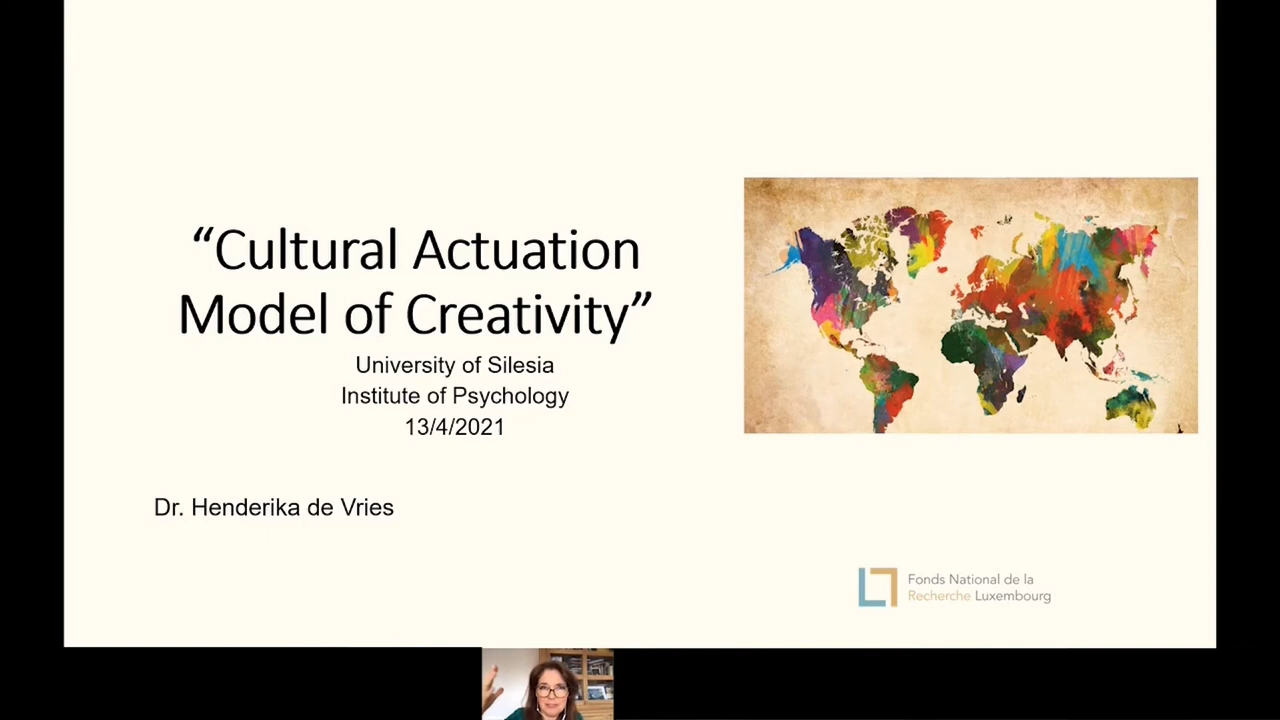 “Cultural Actuation
Model of Creativity”
University of Silesia
Institute of Psychology
13/4/2021
Dr. Henderika de Vries
Fonds National de la
Recherche Luxembourg